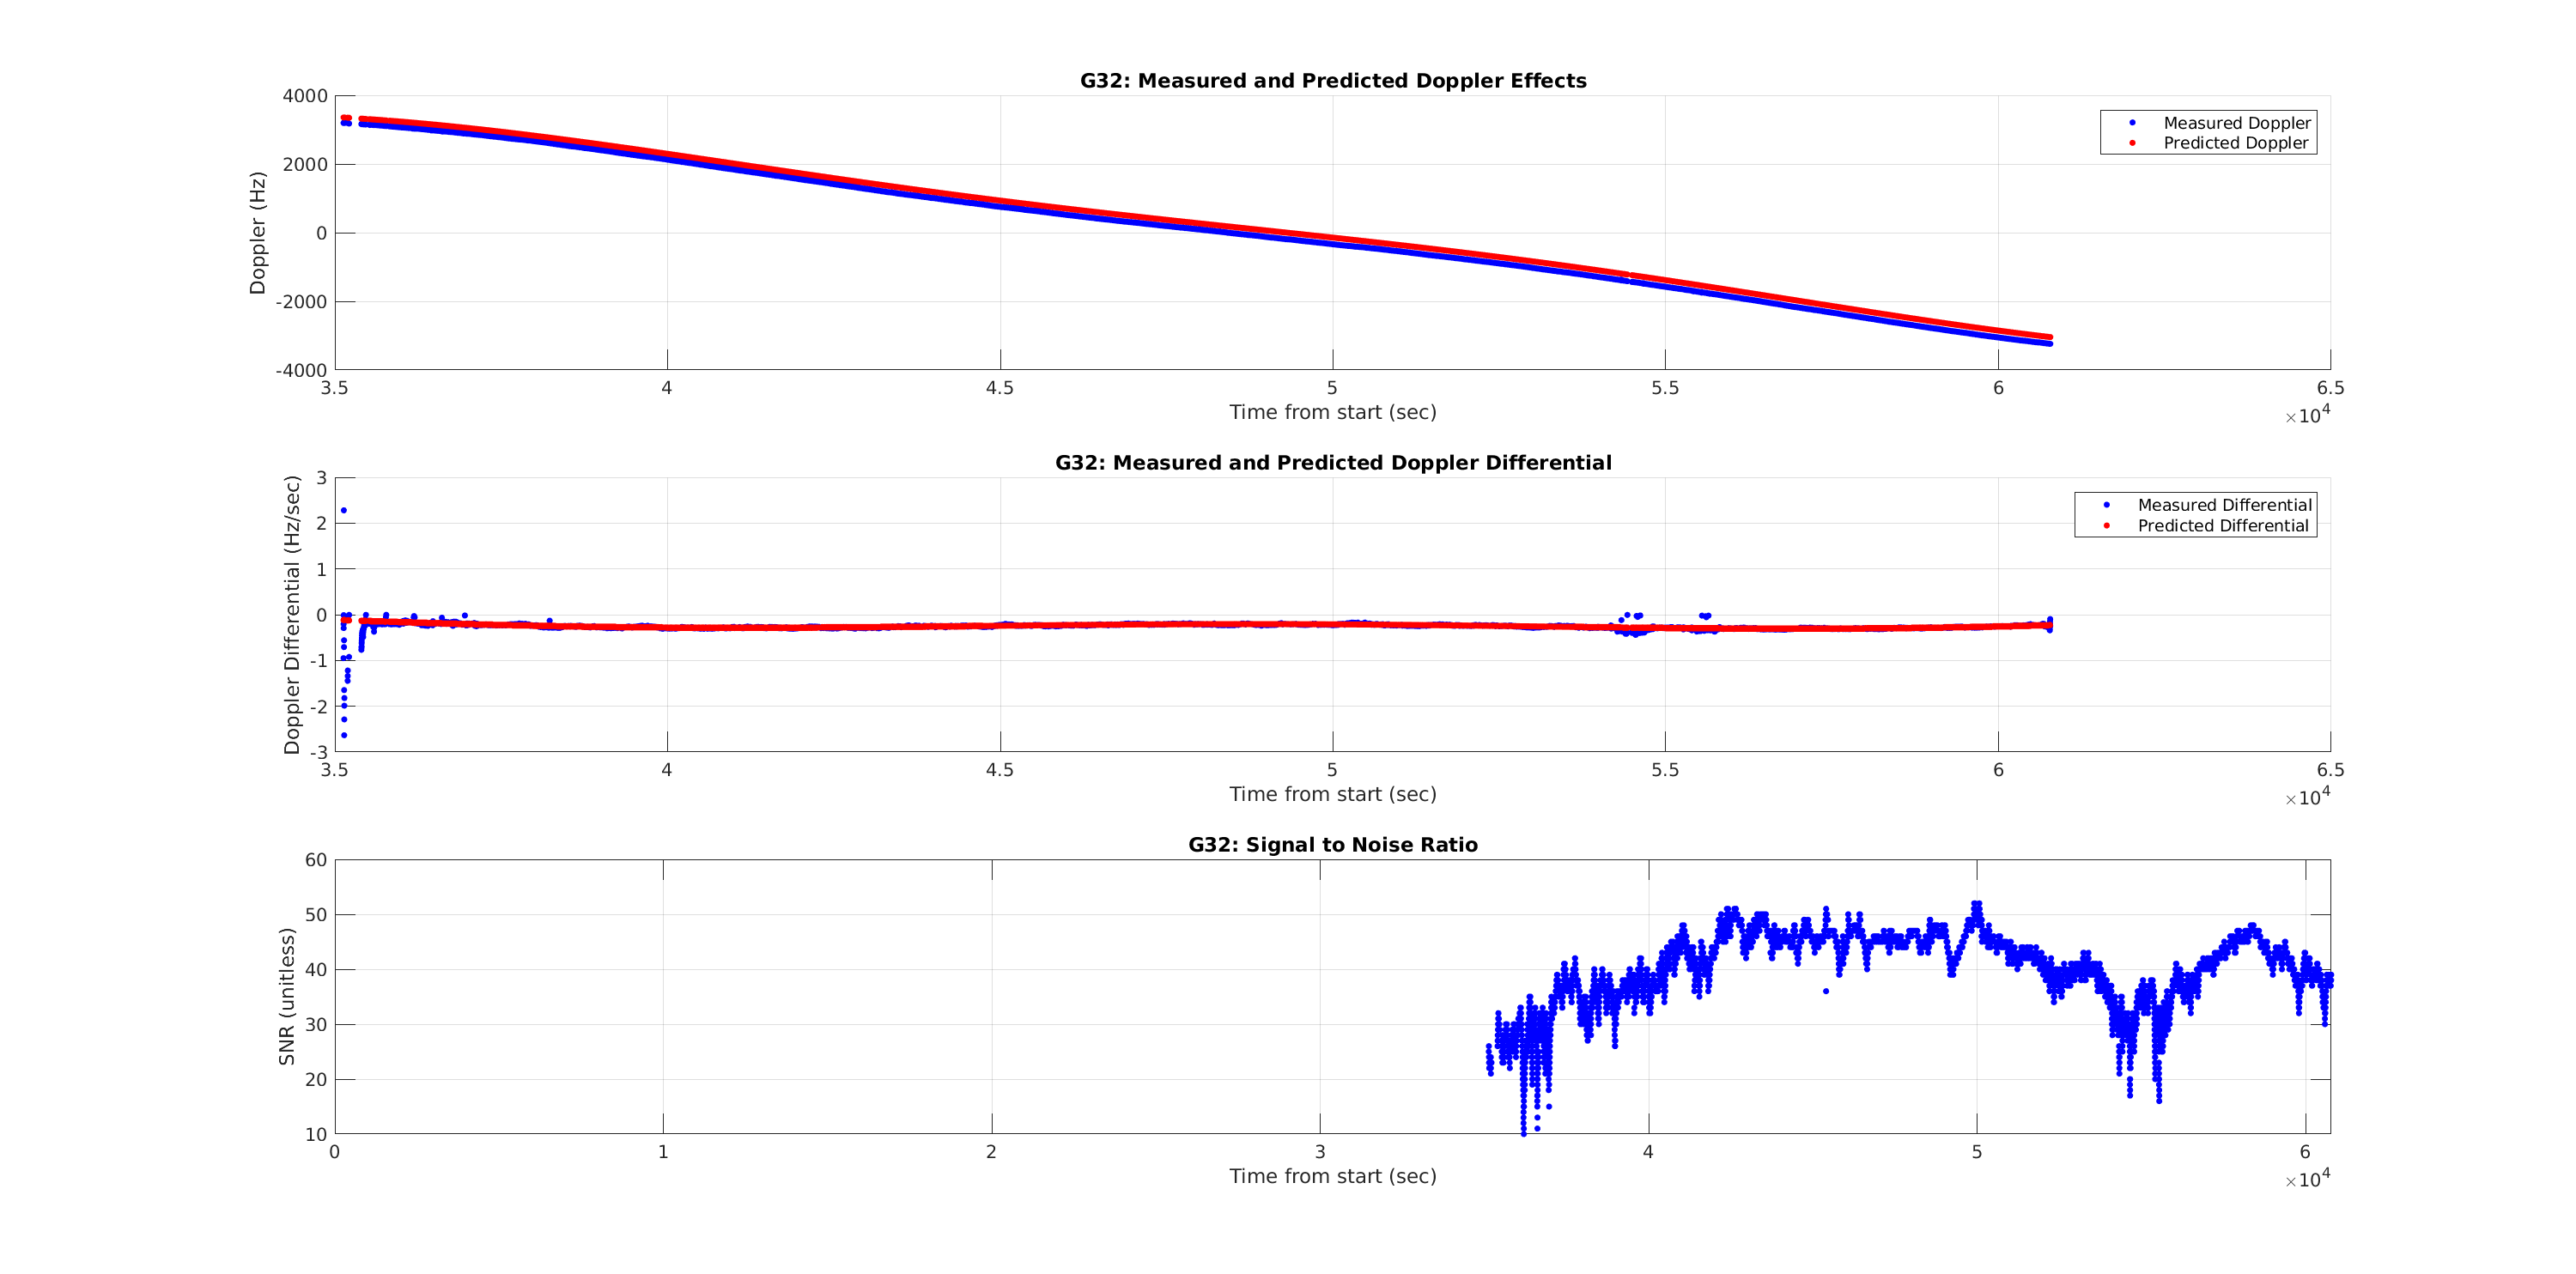 G32: Measured and Predicted Doppler Effects
4000
2000
0
-2000
-4000
Doppler (Hz)
Measured Doppler
Predicted Doppler
3.5 4 4.5 5 5.5 6 6.5
Time from start (sec)
×10^4
G32: Measured and Predicted Doppler Differential
3
2
1
0
-1
-2
-3
Doppler Differential (Hz/sec)
Measured Differential
Predicted Differential
3.5 4 4.5 5 5.5 6 6.5
Time from start (sec)
×10^4
G32: Signal to Noise Ratio
60
50
40
30
20
10
SNR (unitless)
0 1 2 3 4 5 6
Time from start (sec)
×10^4